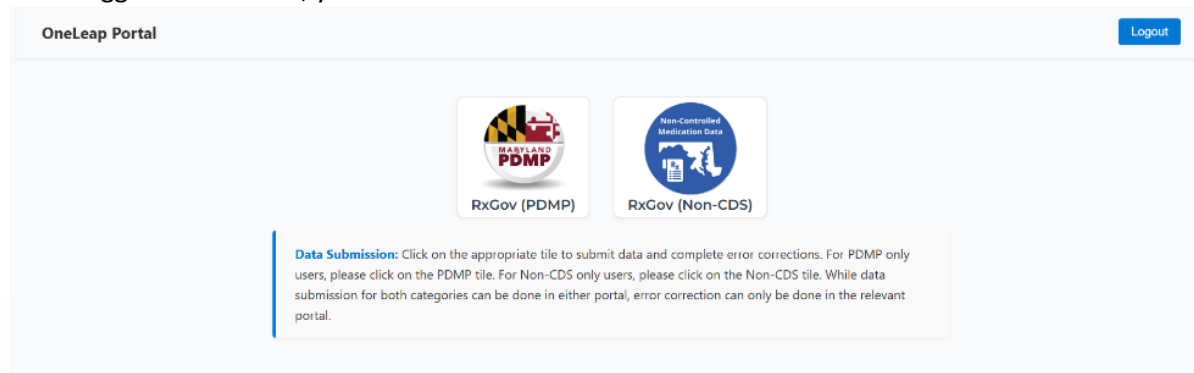 OneLeap Portal
Logout
MARYLAND
PDMP
RxGov (PDMP)
Non-Controlled
Medication Data
Rx
RxGov (Non-CDS)
Data Submission: Click on the appropriate tile to submit data and complete error corrections. For PDMP only
users, please click on the PDMP tile. For Non-CDS only users, please click on the Non-CDS tile. While data
submission for both categories can be done in either portal, error correction can only be done in the relevant
portal.